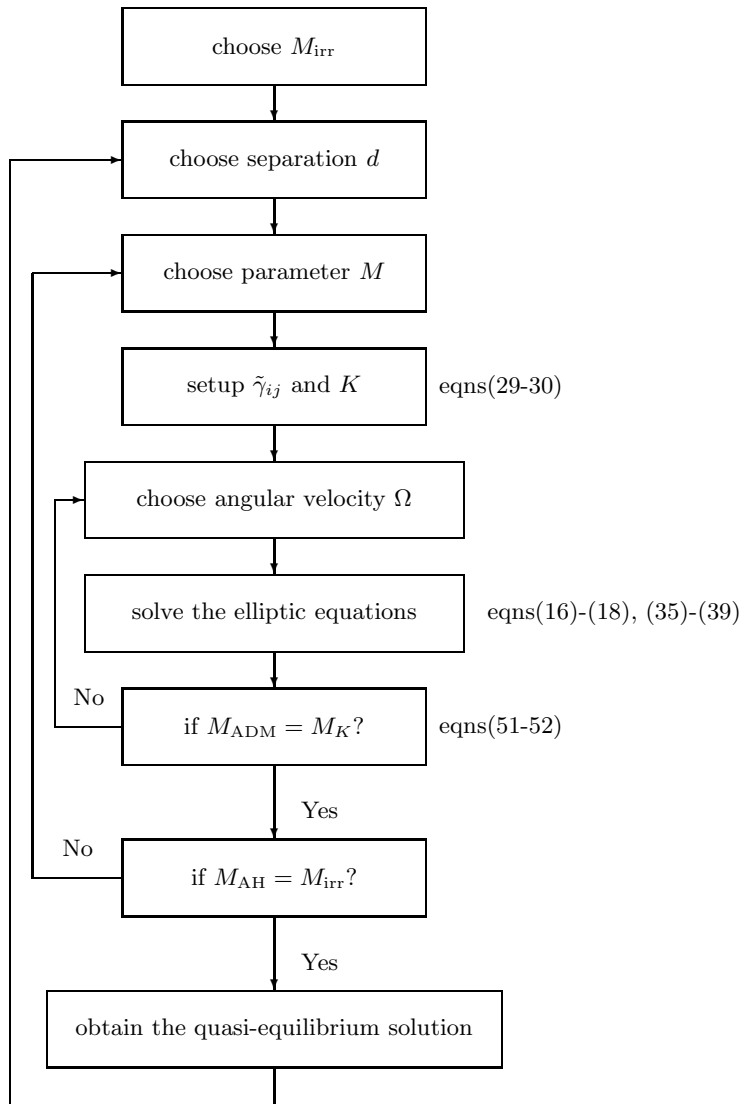 choose M_irr
choose separation d
choose parameter M
setup γ̃_ij and K
eqns(29-30)
choose angular velocity Ω
solve the elliptic equations
eqns(16)-(18), (35)-(39)
No
if M_ADM = M_K?
eqns(51-52)
Yes
No
if M_AH = M_irr?
Yes
obtain the quasi-equilibrium solution